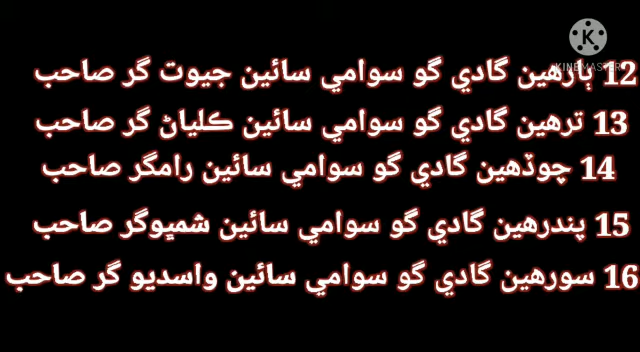 KINEMASTER
12 ٻارهين گادي گو سوامي سائين جيوت گر صاحب
13 ترهين گادي گو سوامي سائين ڪلياڻ گر صاحب
14 چوڏهين گادي گو سوامي سائين رامگر صاحب
15 پندرهين گادي گو سوامي سائين شمڀوگر صاحب
16 سورهين گادي گو سوامي سائين واسديو گر صاحب